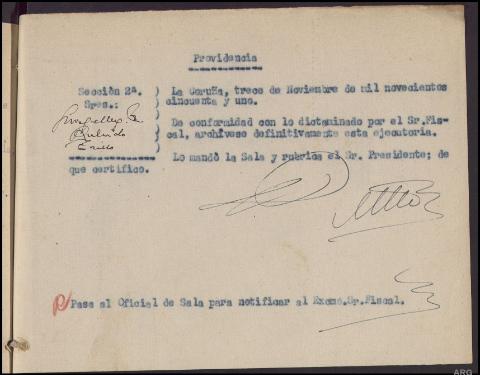 Providencia
Sección 2ª.
Sres.:
Pulido
La Coruña, trece de Noviembre de mil novecientos
cincuenta y uno.
De conformidad con lo dictaminado por el Sr.Fis-
cal, archívese definitivamente esta ejecutoria.
Lo mandó la Sala y rubrica el Sr. Presidente; de
que certifico.
P/ Pase al Oficial de Sala para notificar al Excmo.Sr.Fiscal.
ARG